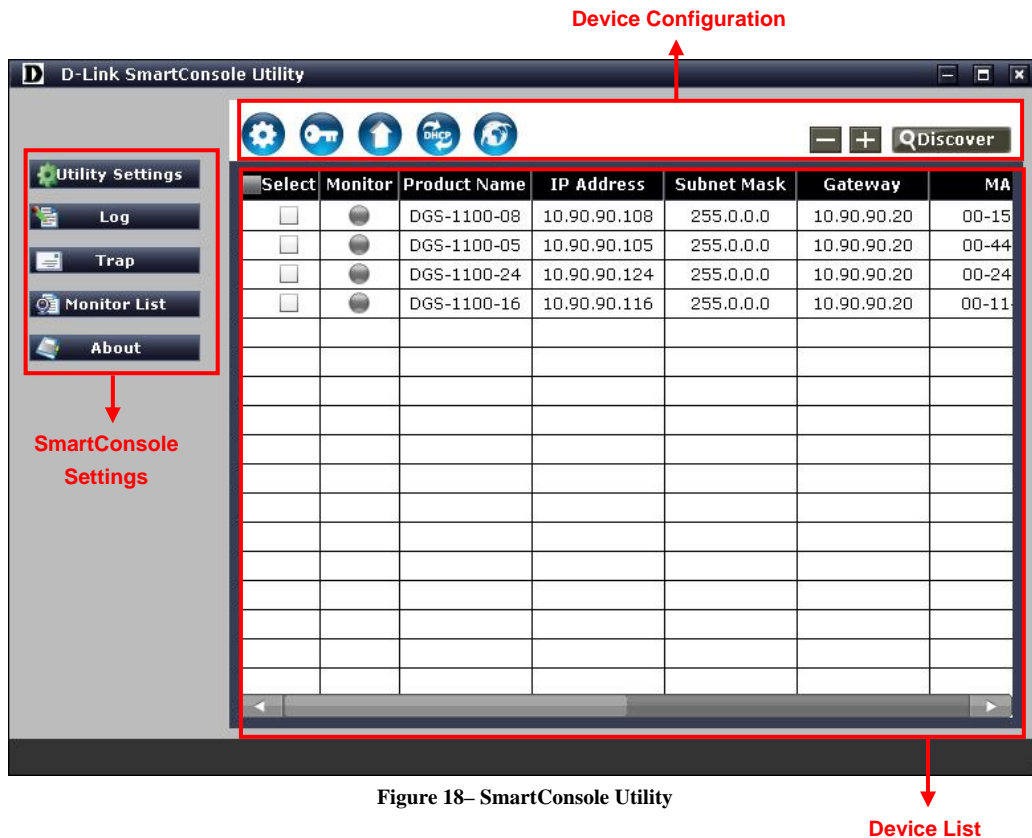 Device Configuration
D-Link SmartConsole Utility
DHCP
Discover
Utility Settings
Log
Trap
Monitor List
About
SmartConsole
Settings
Select Monitor Product Name IP Address Subnet Mask Gateway MA
DGS-1100-08 10.90.90.108 255.0.0.0 10.90.90.20 00-15
DGS-1100-05 10.90.90.105 255.0.0.0 10.90.90.20 00-44
DGS-1100-24 10.90.90.124 255.0.0.0 10.90.90.20 00-24
DGS-1100-16 10.90.90.116 255.0.0.0 10.90.90.20 00-11-
Figure 18– SmartConsole Utility
Device List